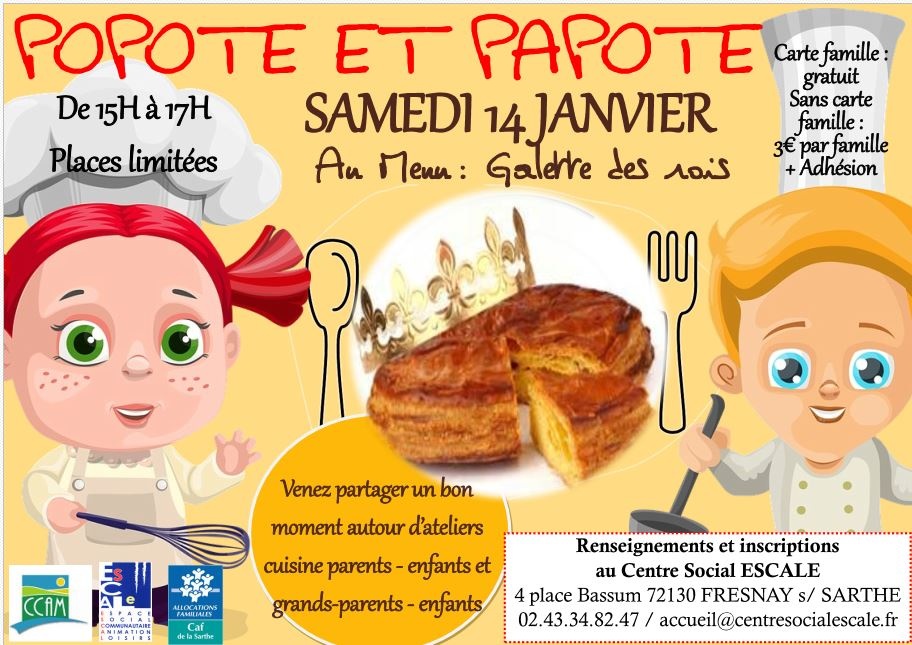 POPOTE ET PAPOTE
De 15H à 17H
Places limitées
SAMEDI 14 JANVIER
Au Menu : Galette des rois
Carte famille :
gratuit
Sans carte
famille :
3€ par famille
+ Adhésion
Venez partager un bon
moment autour d'ateliers
cuisine parents - enfants et
grands-parents - enfants
Renseignements et inscriptions
au Centre Social ESCALE
4 place Bassum 72130 FRESNAY s/ SARTHE
02.43.34.82.47 / accueil@centresocialescale.fr
CCAM
ESCALE
ESPACE
SOCIAL
COMMUNAUTAIRE
ANIMATION
LOISIRS
ALLOCATIONS
FAMILIALES
Caf
de la Sarthe